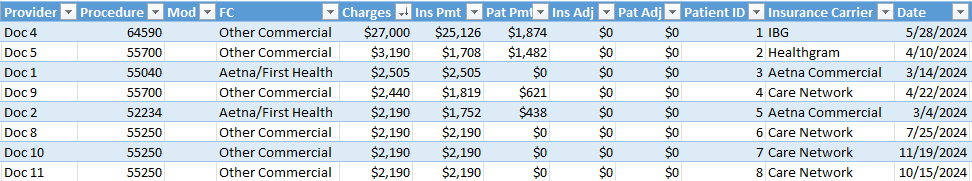 Provider Procedure Mod FC Charges Ins Pmt Pat Pmt Ins Adj Pat Adj Patient ID Insurance Carrier Date
Doc 4 64590 Other Commercial $27,000 $25,126 $1,874 $0 $0 1 IBG 5/28/2024
Doc 5 55700 Other Commercial $3,190 $1,708 $1,482 $0 $0 2 Healthgram 4/10/2024
Doc 1 55040 Aetna/First Health $2,505 $2,505 $0 $0 $0 3 Aetna Commercial 3/14/2024
Doc 9 55700 Other Commercial $2,440 $1,819 $621 $0 $0 4 Care Network 4/22/2024
Doc 2 52234 Aetna/First Health $2,190 $1,752 $438 $0 $0 5 Aetna Commercial 3/4/2024
Doc 8 55250 Other Commercial $2,190 $2,190 $0 $0 $0 6 Care Network 7/25/2024
Doc 10 55250 Other Commercial $2,190 $2,190 $0 $0 $0 7 Care Network 11/19/2024
Doc 11 55250 Other Commercial $2,190 $2,190 $0 $0 $0 8 Care Network 10/15/2024